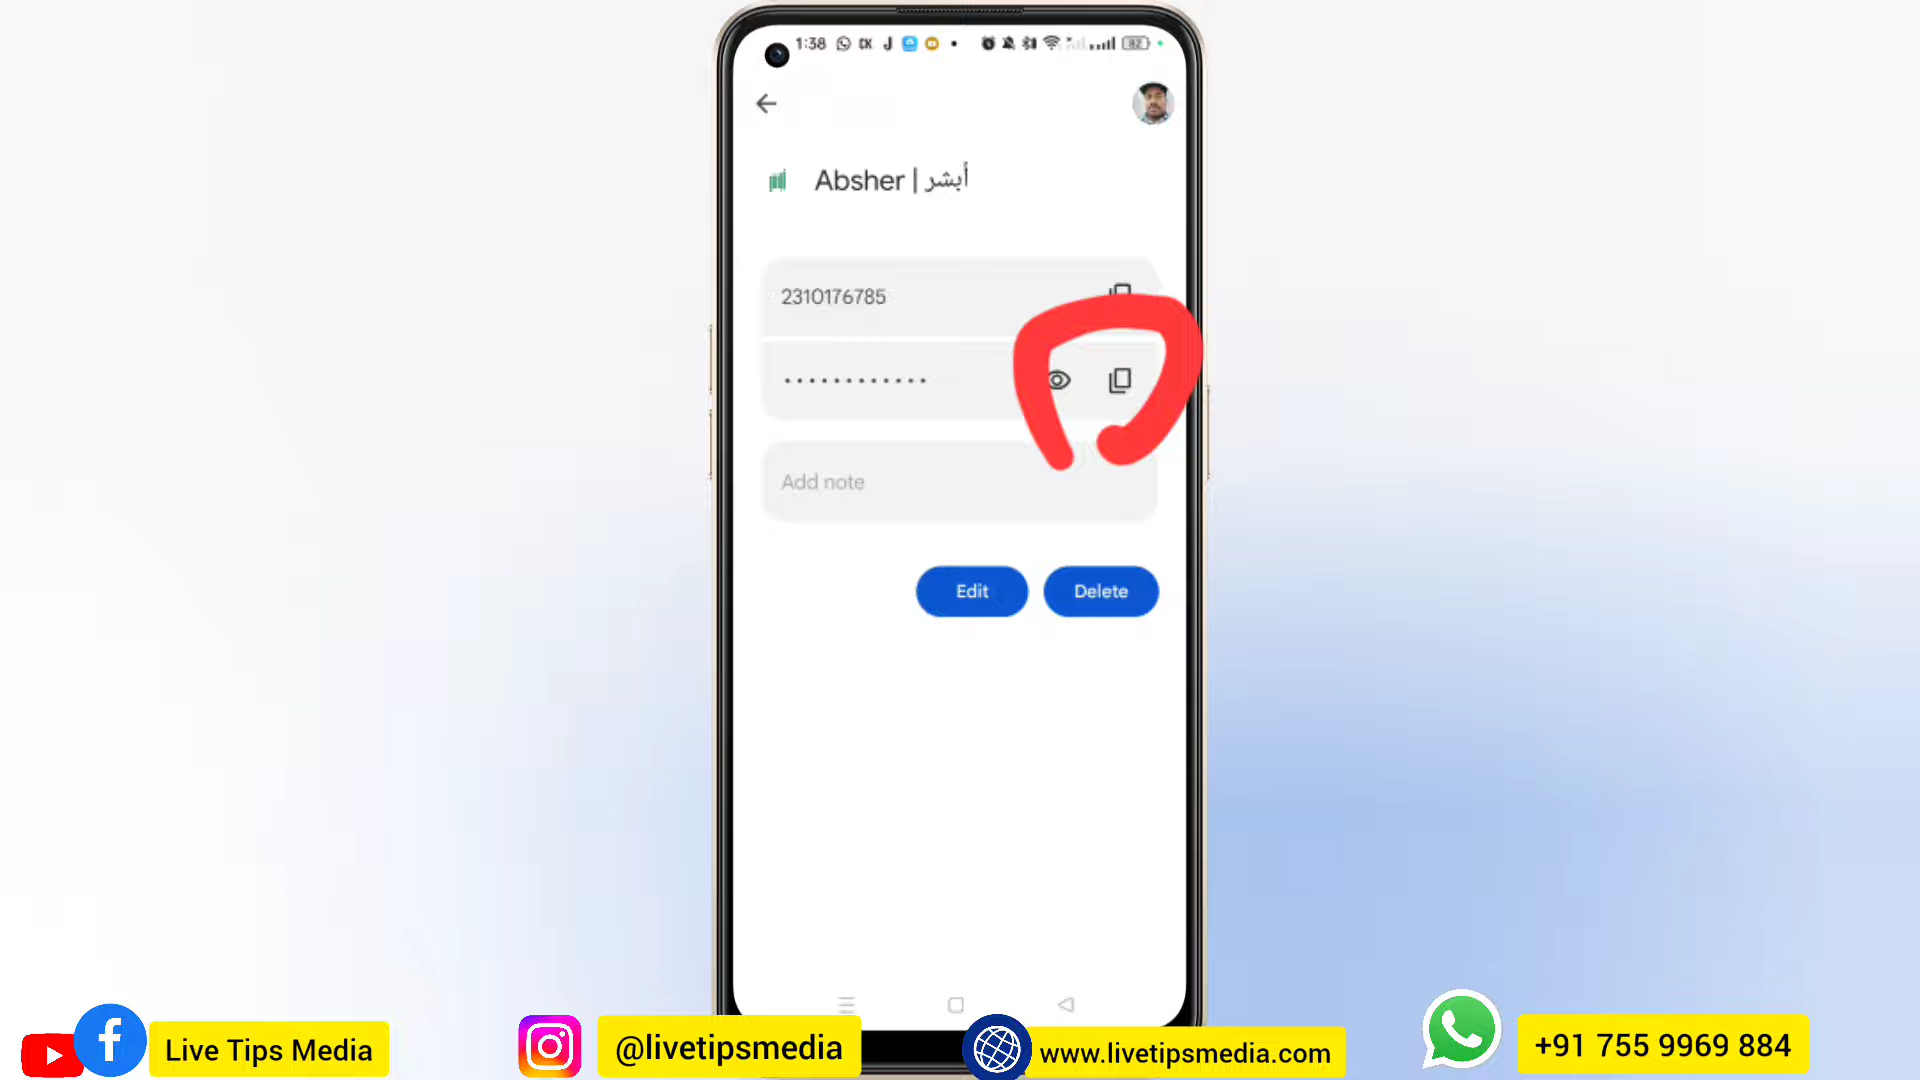 1:38
82
Absher | أبشر
2310176785
Add note
Edit
Delete
Live Tips Media
@livetipsmedia
www.livetipsmedia.com
+91 755 9969 884